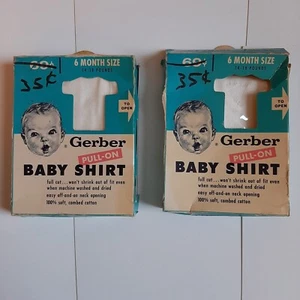 69¢
6 MONTH SIZE
35¢
TO OPEN
Gerber
PULL-ON
BABY SHIRT
full cut...won't shrink out of fit even
when machine washed and dried
easy off-and-on neck opening
100% soft, combed cotton
69¢
6 MONTH SIZE
35¢
TO OPEN
Gerber
PULL-ON
BABY SHIRT
full cut...won't shrink out of fit even
when machine washed and dried
easy off-and-on neck opening
100% soft, combed cotton